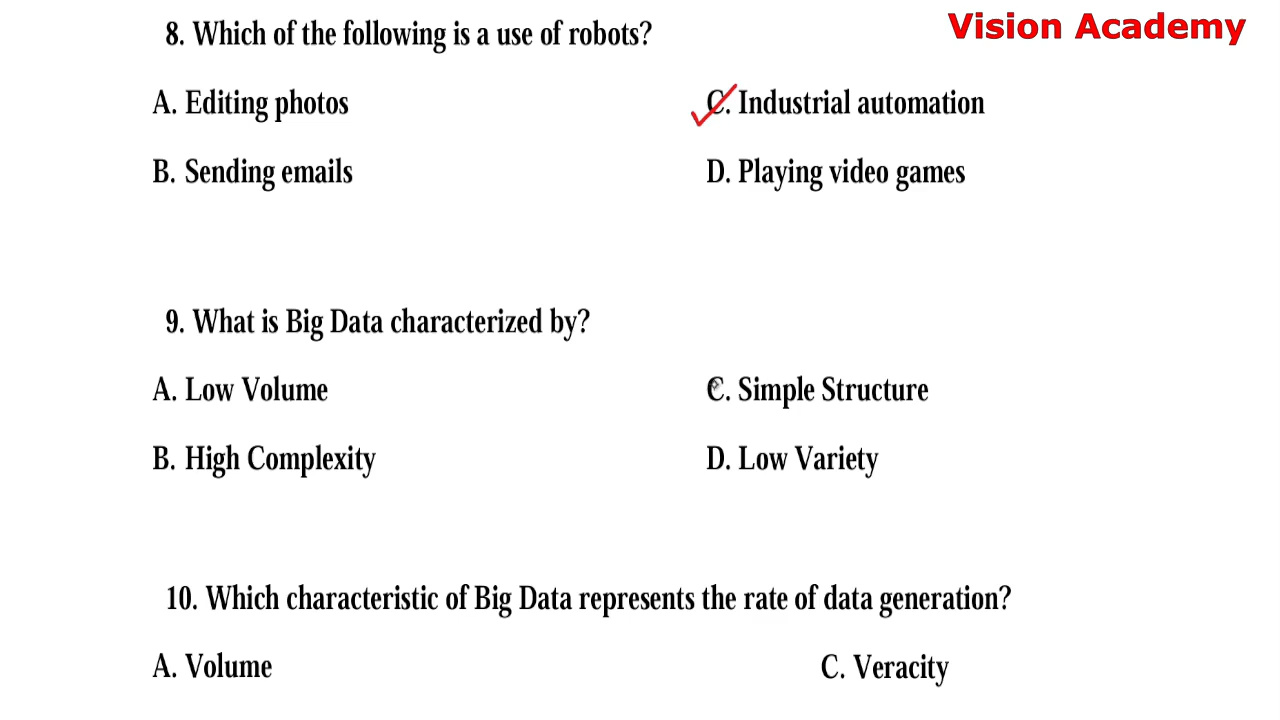 Vision Academy
8. Which of the following is a use of robots?
A. Editing photos
C. Industrial automation
B. Sending emails
D. Playing video games
9. What is Big Data characterized by?
A. Low Volume
C. Simple Structure
B. High Complexity
D. Low Variety
10. Which characteristic of Big Data represents the rate of data generation?
A. Volume
C. Veracity